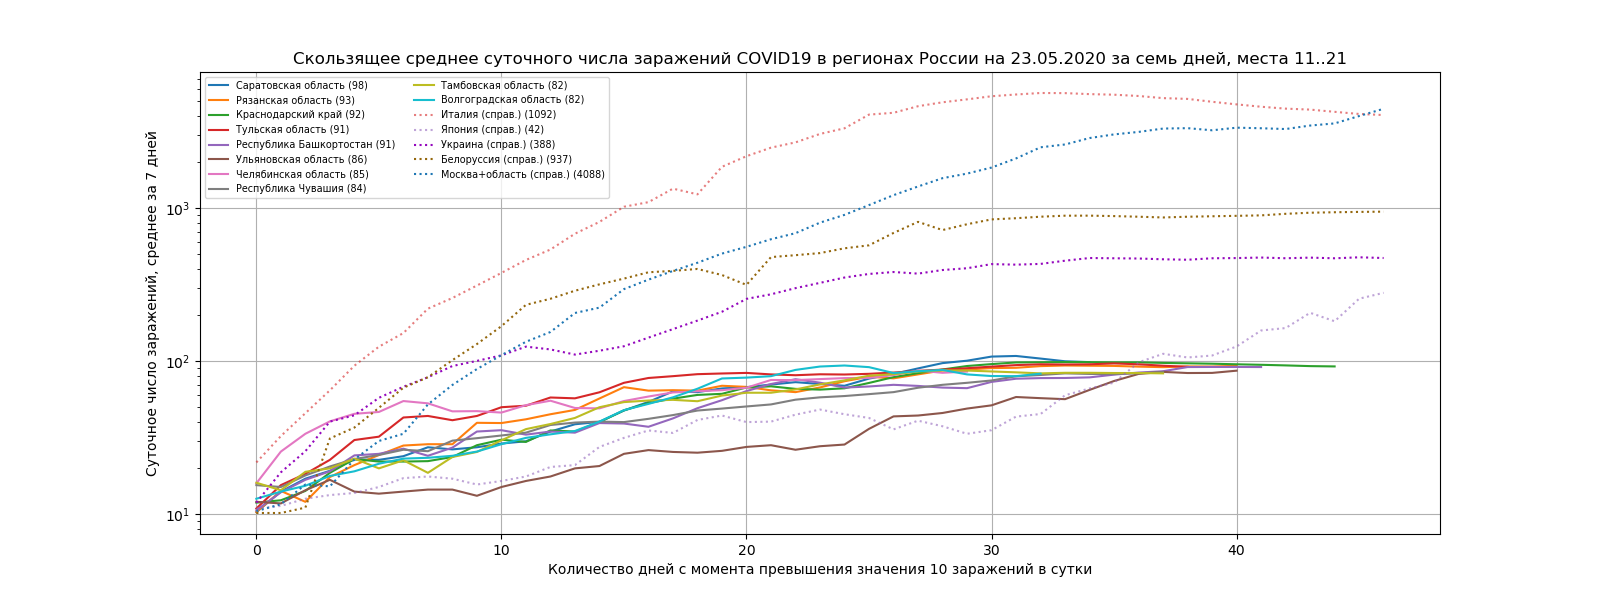 Скользящее среднее суточного числа заражений COVID19 в регионах России на 23.05.2020 за семь дней, места 11..21
Суточное число заражений, среднее за 7 дней
10³
10²
10¹
Саратовская область (98)
Рязанская область (93)
Краснодарский край (92)
Тульская область (91)
Республика Башкортостан (91)
Ульяновская область (86)
Челябинская область (85)
Республика Чувашия (84)
Тамбовская область (82)
Волгоградская область (82)
Италия (справ.) (1092)
Япония (справ.) (42)
Украина (справ.) (388)
Белоруссия (справ.) (937)
Москва+область (справ.) (4088)
0 10 20 30 40
Количество дней с момента превышения значения 10 заражений в сутки